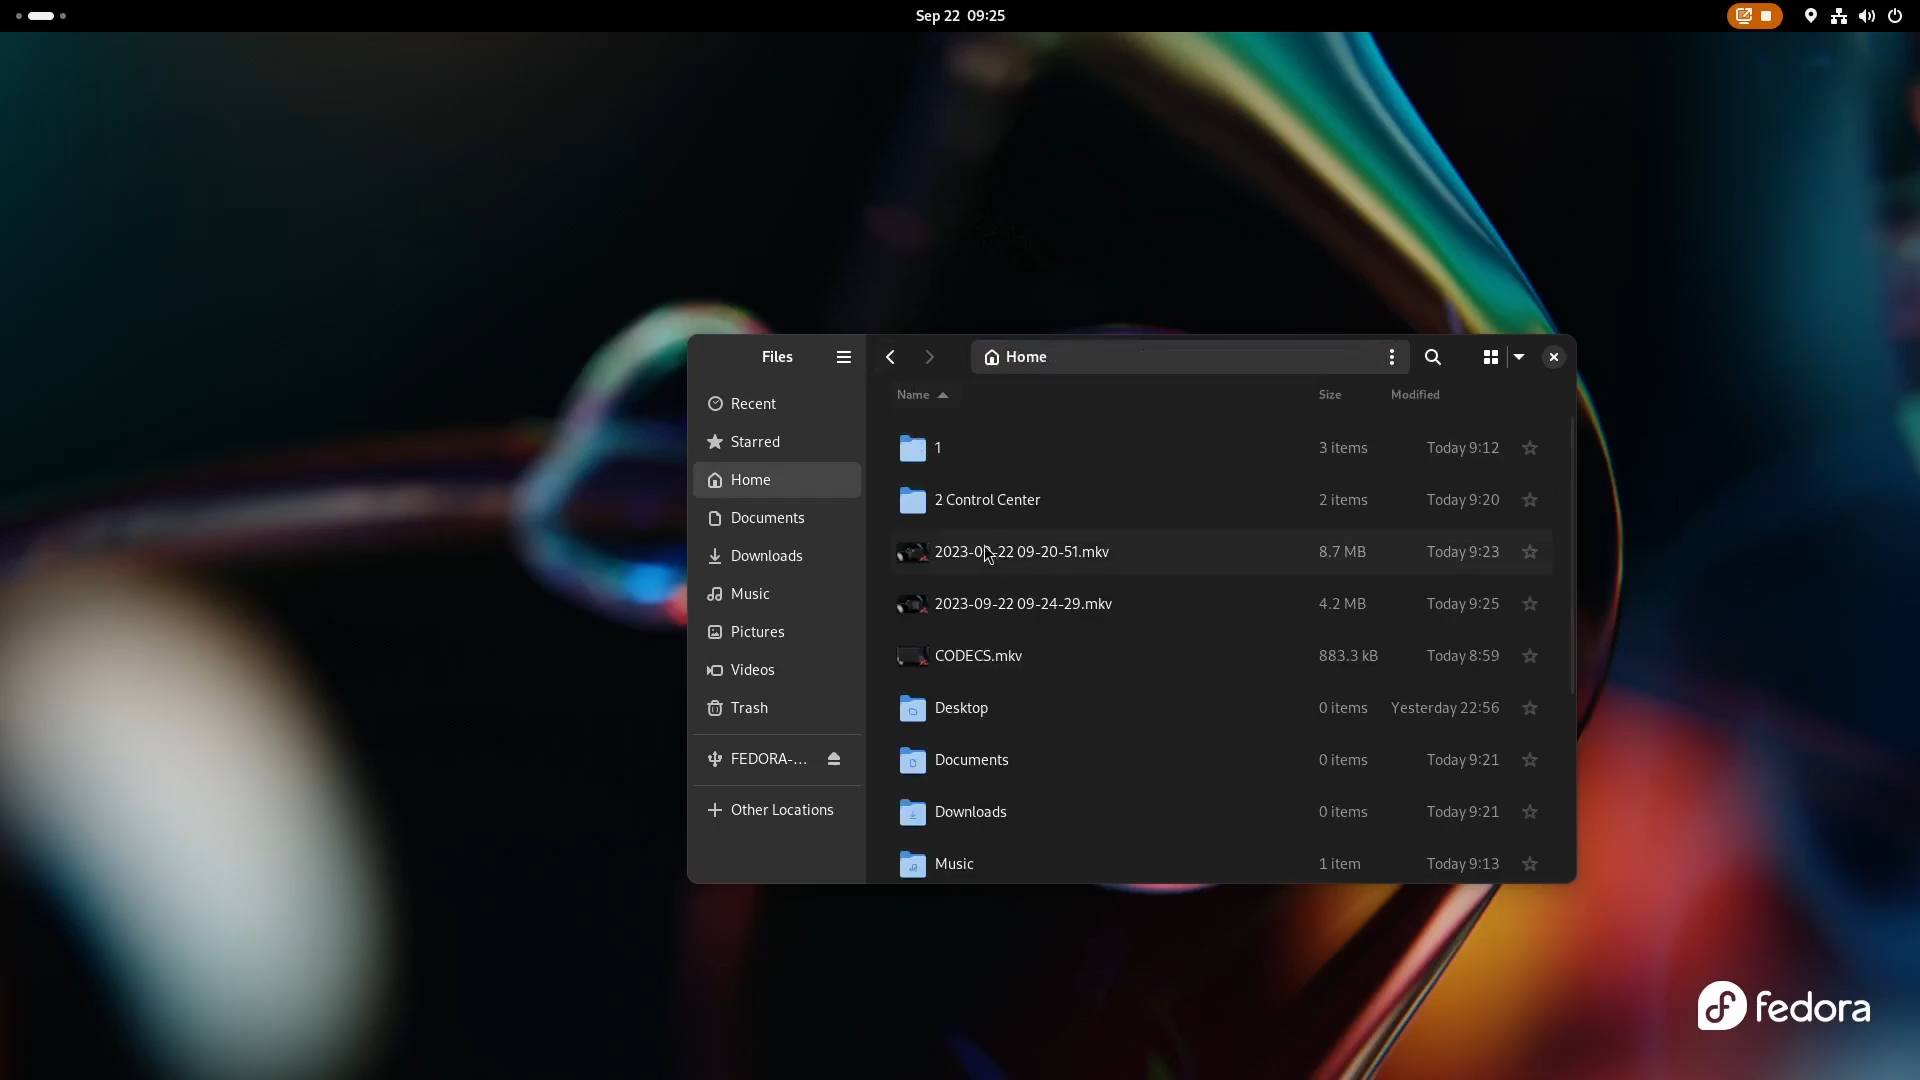 Sep 22 09:25
Files
Home
Recent
Starred
Home
Documents
Downloads
Music
Pictures
Videos
Trash
FEDORA-...
Other Locations
Name Size Modified
1 3 items Today 9:12
2 Control Center 2 items Today 9:20
2023-09-22 09-20-51.mkv 8.7 MB Today 9:23
2023-09-22 09-24-29.mkv 4.2 MB Today 9:25
CODECS.mkv 883.3 kB Today 8:59
Desktop 0 items Yesterday 22:56
Documents 0 items Today 9:21
Downloads 0 items Today 9:21
Music 1 item Today 9:13
fedora